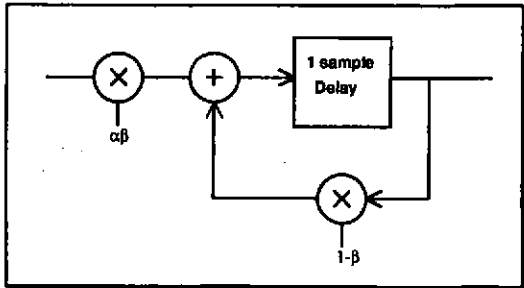 1 sample
Delay
×
+
αβ
×
1-β